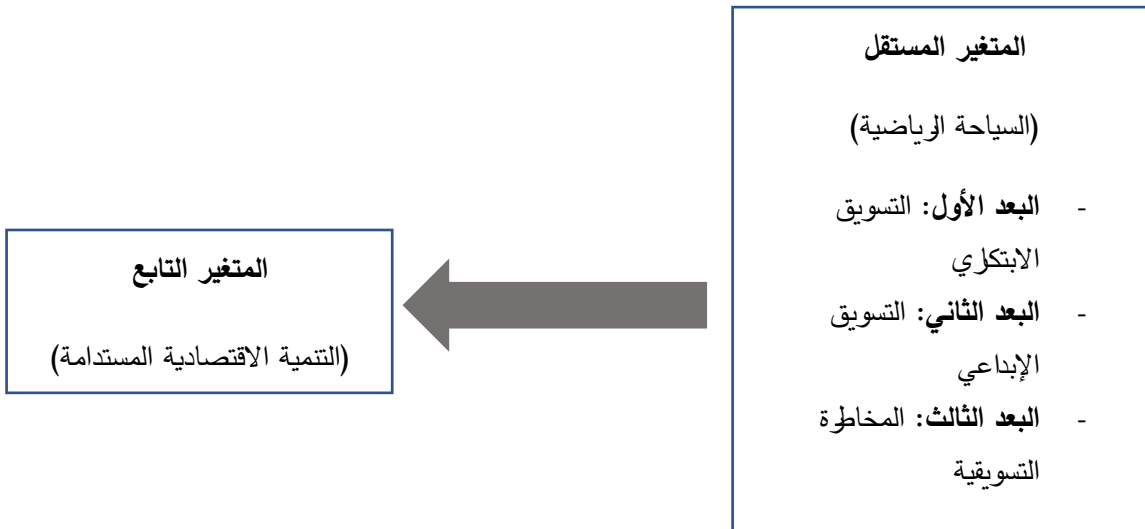 المتغير المستقل
(السياحة الرياضية)
- البعد الأول: التسويق
الابتكاري
- البعد الثاني: التسويق
الإبداعي
- البعد الثالث: المخاطرة
التسويقية
المتغير التابع
(التنمية الاقتصادية المستدامة)